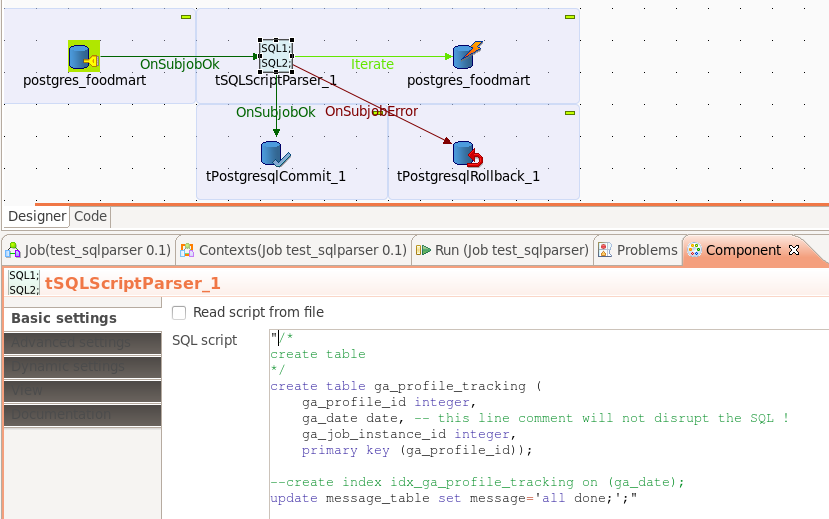 SQL1;
SQL2;
OnSubjobOk
Iterate
postgres_foodmart
tSQLScriptParser_1
postgres_foodmart
OnSubjobOk
OnSubjobError
tPostgresqlCommit_1
tPostgresqlRollback_1
Designer
Code
Job(test_sqlparser 0.1)
Contexts(Job test_sqlparser 0.1)
Run (Job test_sqlparser)
Problems
Component
SQL1;
SQL2;
tSQLScriptParser_1
Basic settings
Advanced settings
Dynamic settings
View
Documentation
Read script from file
SQL script
"/*
create table
*/
create table ga_profile_tracking (
    ga_profile_id integer,
    ga_date date, -- this line comment will not disrupt the SQL !
    ga_job_instance_id integer,
    primary key (ga_profile_id));
--create index idx_ga_profile_tracking on (ga_date);
update message_table set message='all done;';"